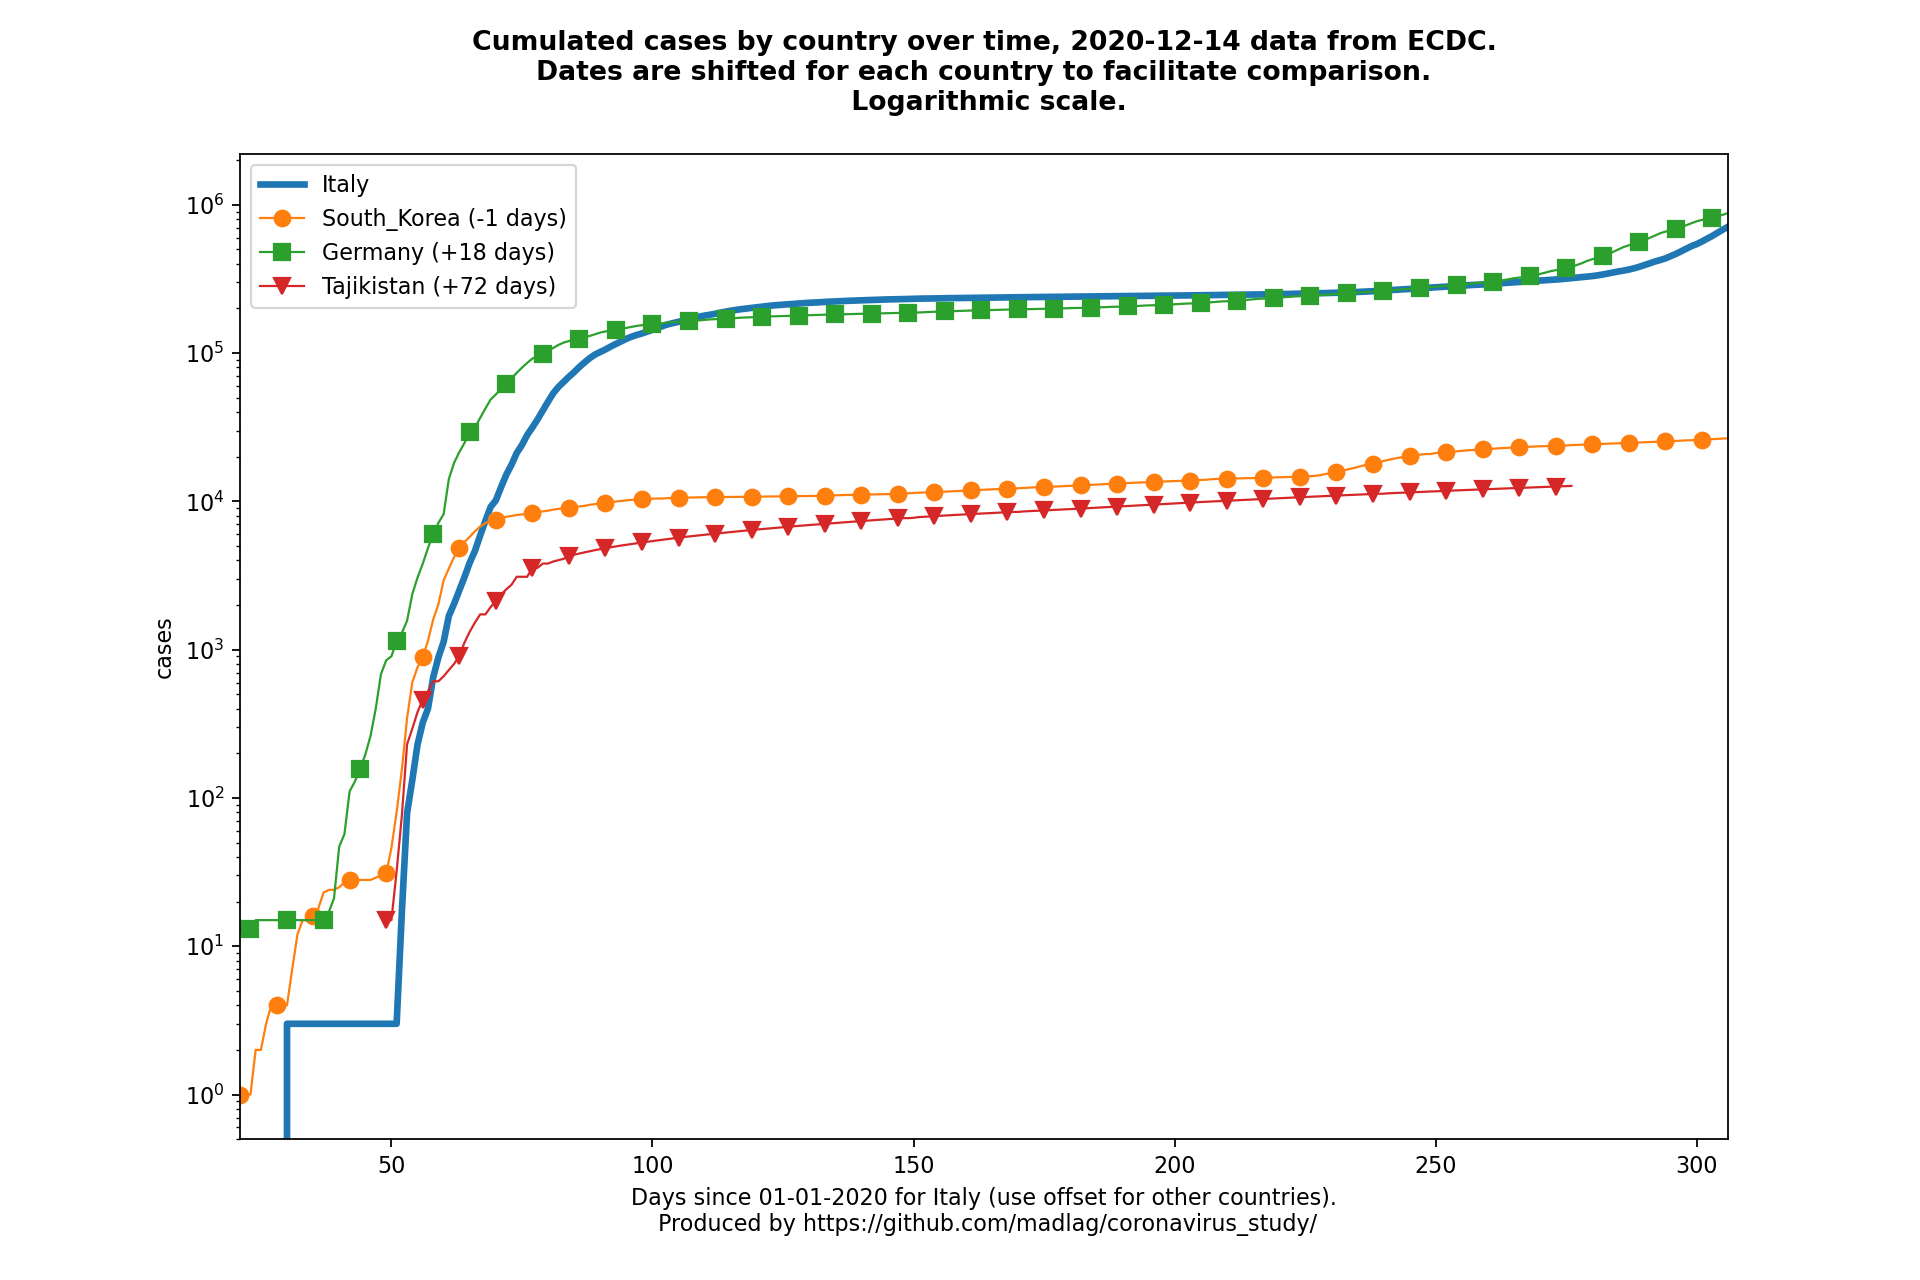 Cumulated cases by country over time, 2020-12-14 data from ECDC.
Dates are shifted for each country to facilitate comparison.
Logarithmic scale.
Italy
South_Korea (-1 days)
Germany (+18 days)
Tajikistan (+72 days)
10^6
10^5
10^4
10^3
10^2
10^1
10^0
cases
50 100 150 200 250 300
Days since 01-01-2020 for Italy (use offset for other countries).
Produced by https://github.com/madlag/coronavirus_study/